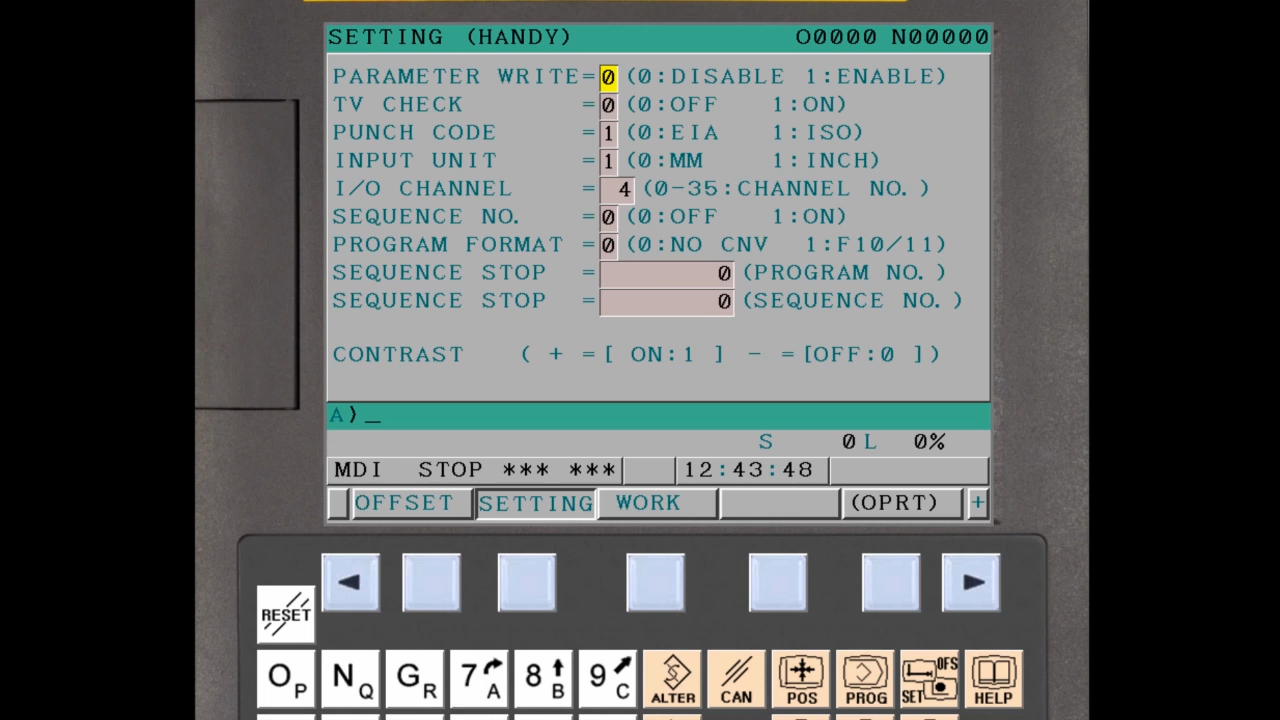 SETTING (HANDY) O0000 N00000
PARAMETER WRITE=0(0:DISABLE 1:ENABLE)
TV CHECK =0(0:OFF 1:ON)
PUNCH CODE =1(0:EIA 1:ISO)
INPUT UNIT =1(0:MM 1:INCH)
I/O CHANNEL = 4(0-35:CHANNEL NO.)
SEQUENCE NO. =0(0:OFF 1:ON)
PROGRAM FORMAT =0(0:NO CNV 1:F10/11)
SEQUENCE STOP = 0(PROGRAM NO.)
SEQUENCE STOP = 0(SEQUENCE NO.)
CONTRAST ( + =[ ON:1 ] - =[OFF:0 ])
A)_
S 0 L 0%
MDI STOP *** *** 12:43:48
OFFSET SETTING WORK (OPRT) +
RESET
OP NQ GR 7A 8B 9C ALTER CAN POS PROG OFS SET HELP